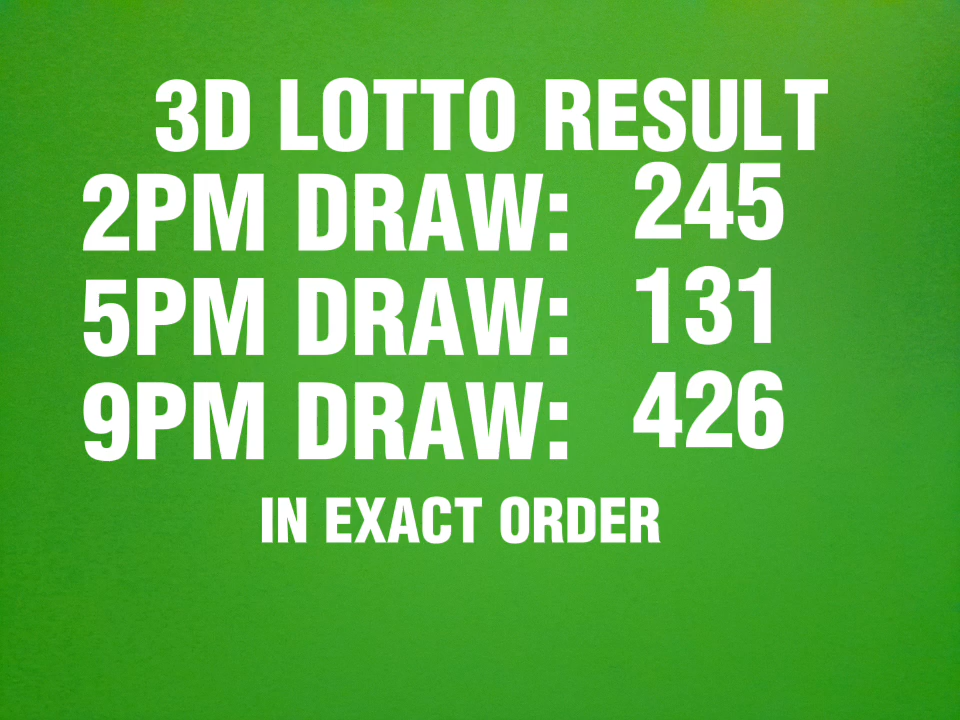 3D LOTTO RESULT
2PM DRAW: 245
5PM DRAW: 131
9PM DRAW: 426
IN EXACT ORDER